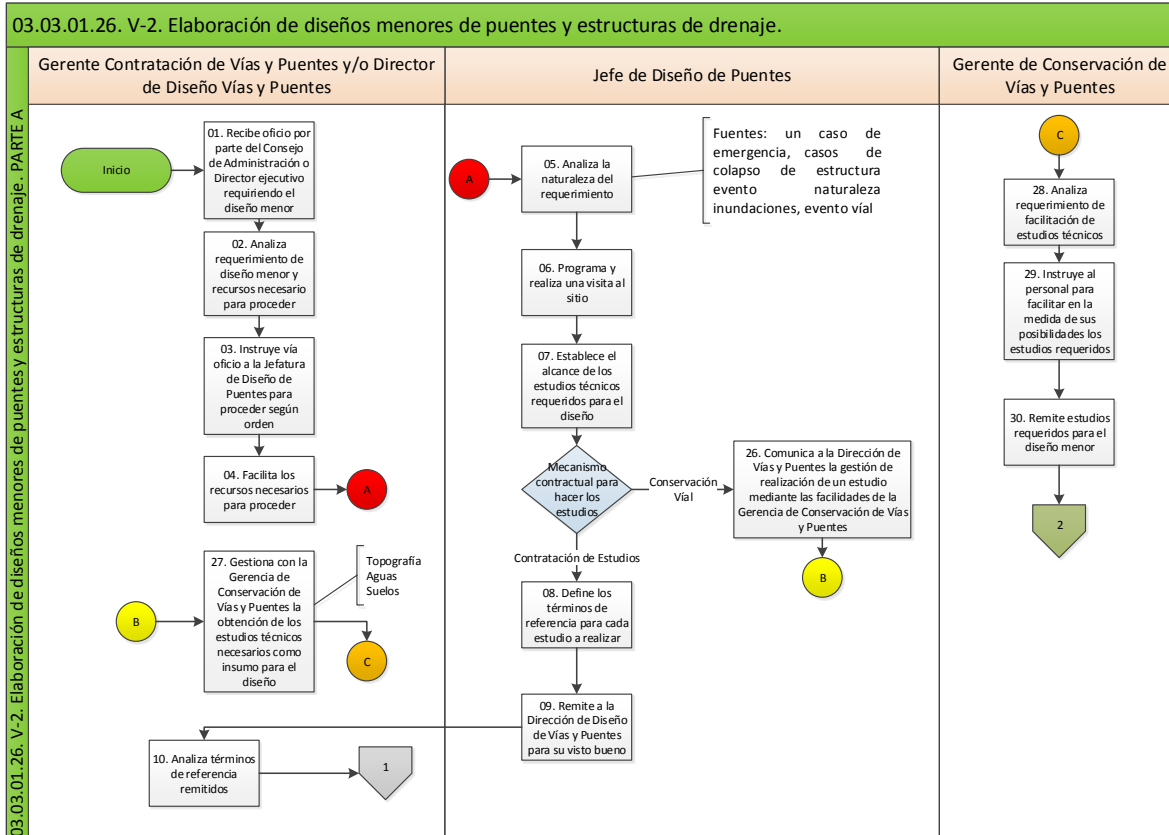 03.03.01.26. V-2. Elaboración de diseños menores de puentes y estructuras de drenaje.
03.03.01.26. V-2. Elaboración de diseños menores de puentes y estructuras de drenaje. PARTE A
Gerente Contratación de Vías y Puentes y/o Director
de Diseño Vías y Puentes
Inicio
01. Recibe oficio por
parte del Consejo
de Administración o
Director ejecutivo
requiriendo el
diseño menor
02. Analiza
requerimiento de
diseño menor y
recursos necesario
para proceder
03. Instruye vía
oficio a la Jefatura
de Diseño de
Puentes para
proceder según
orden
04. Facilita los
recursos necesarios
para proceder
A
B
27. Gestiona con la
Gerencia de
Conservación de
Vías y Puentes la
obtención de los
estudios técnicos
necesarios como
insumo para el
diseño
Topografía
Aguas
Suelos
C
10. Analiza términos
de referencia
remitidos
1
Jefe de Diseño de Puentes
A
05. Analiza la
naturaleza del
requerimiento
Fuentes: un caso de
emergencia, casos de
colapso de estructura
evento naturaleza
inundaciones, evento víal
06. Programa y
realiza una visita al
sitio
07. Establece el
alcance de los
estudios técnicos
requeridos para el
diseño
Mecanismo
contractual para
hacer los
estudios
Conservación
Víal
26. Comunica a la Dirección de
Vías y Puentes la gestión de
realización de un estudio
mediante las facilidades de la
Gerencia de Conservación de Vías
y Puentes
B
Contratación de Estudios
08. Define los
términos de
referencia para cada
estudio a realizar
09. Remite a la
Dirección de Diseño
de Vías y Puentes
para su visto bueno
Gerente de Conservación de
Vías y Puentes
C
28. Analiza
requerimiento de
facilitación de
estudios técnicos
29. Instruye al
personal para
facilitar en la
medida de sus
posibilidades los
estudios requeridos
30. Remite estudios
requeridos para el
diseño menor
2